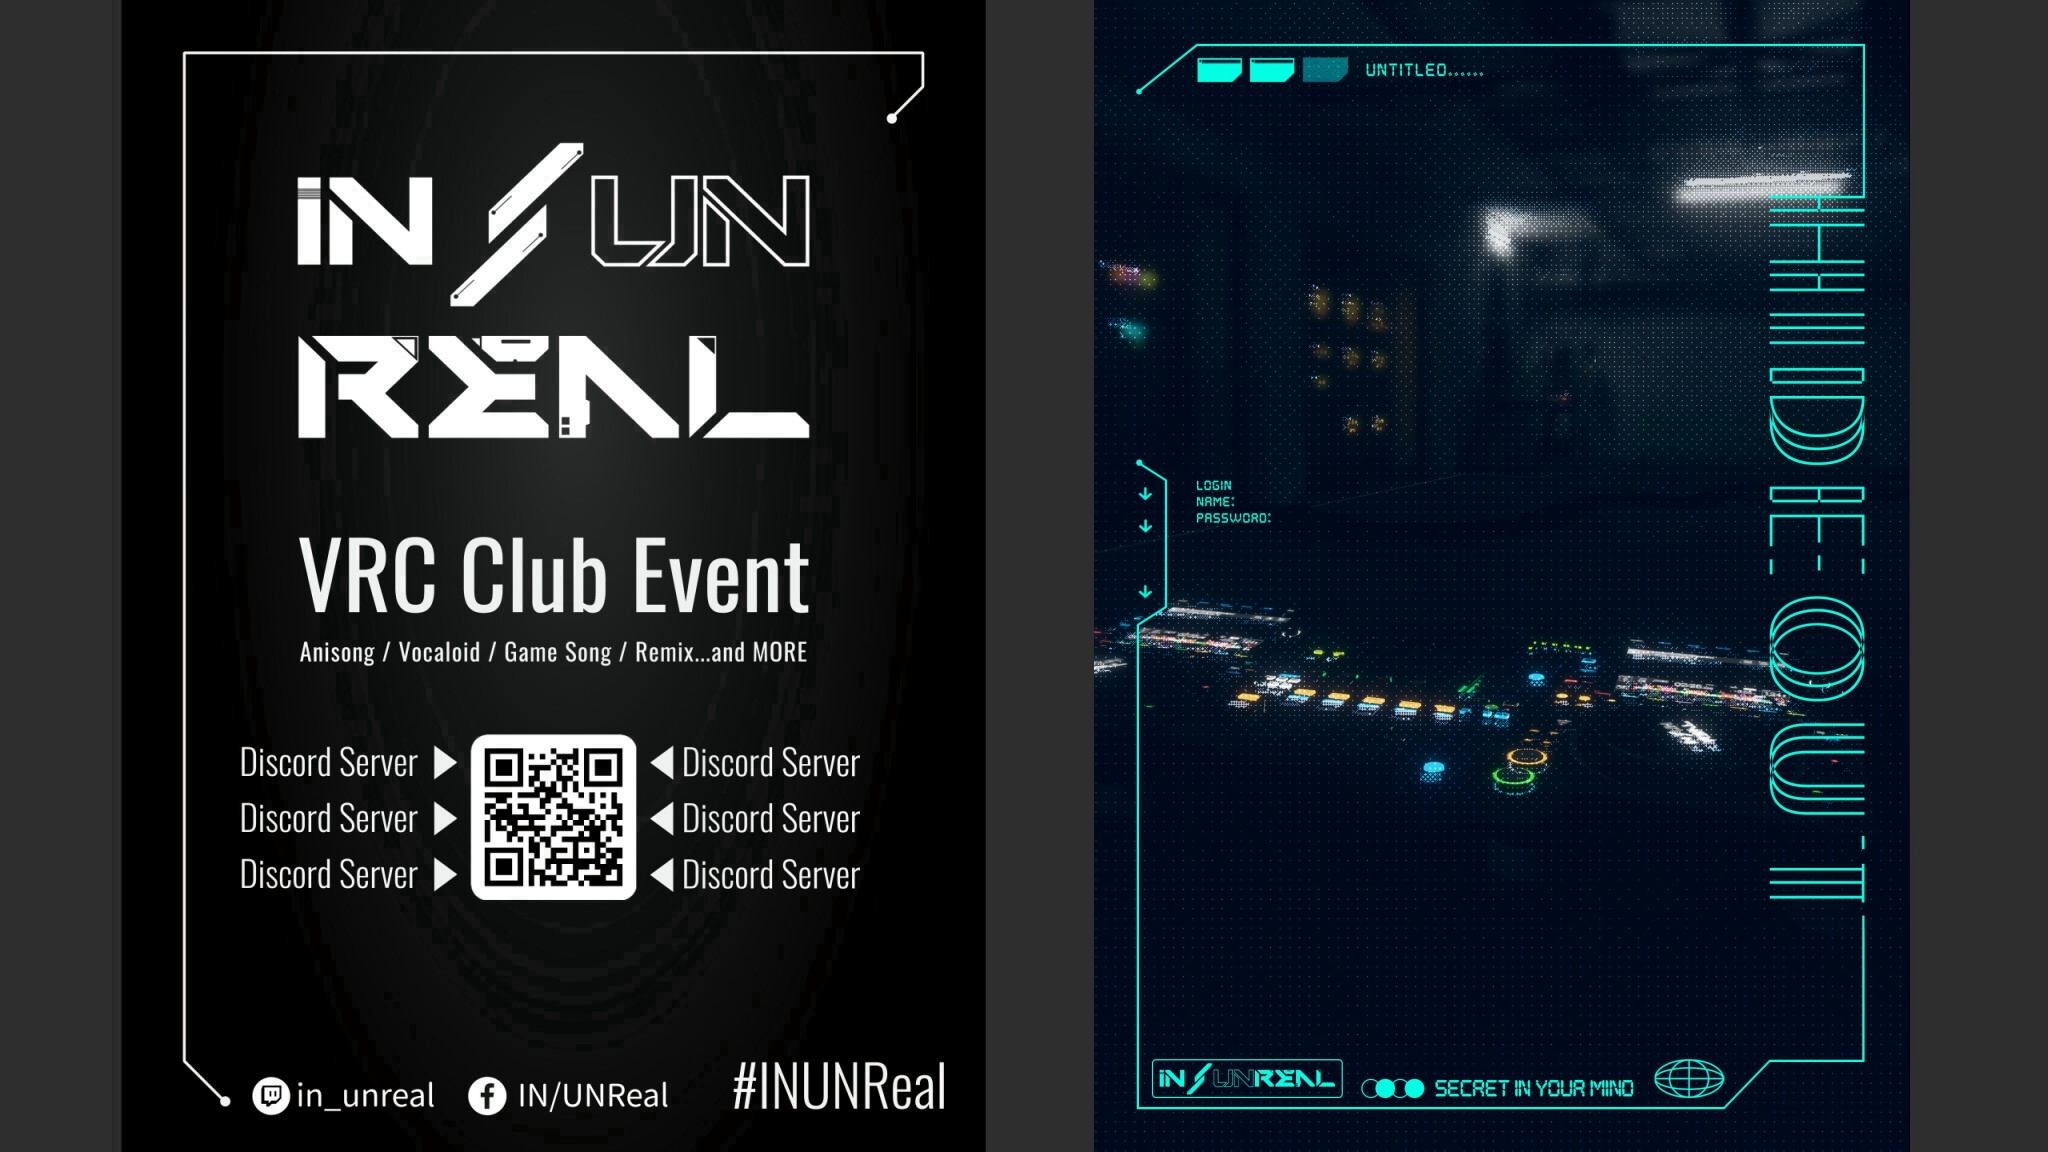 IN/UN
REAL
VRC Club Event
Anisong / Vocaloid / Game Song / Remix...and MORE
Discord Server
Discord Server
Discord Server
Discord Server
Discord Server
Discord Server
in_unreal
IN/UNReal
#INUNReal
UNTITLED......
HIDEOUT
LOGIN
NAME:
PASSWORD:
IN/UNREAL
SECRET IN YOUR MIND